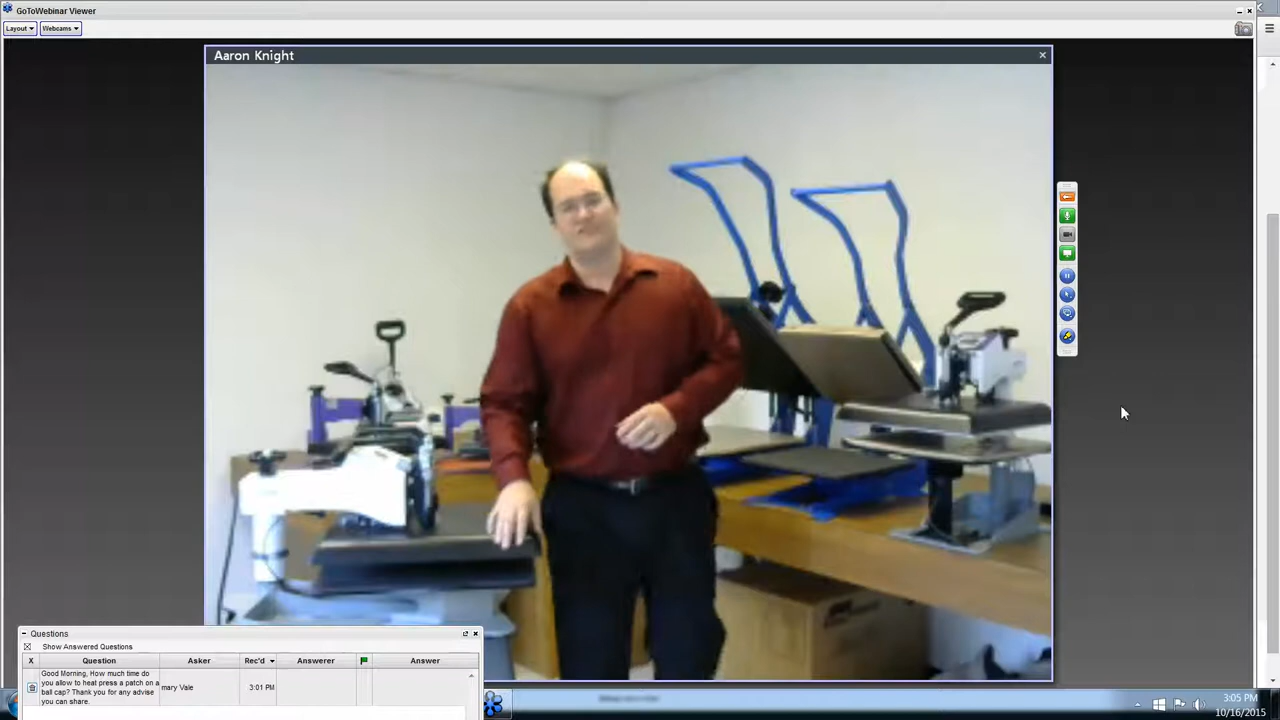 GoToWebinar Viewer
Layout
Webcams
Aaron Knight
Questions
Show Answered Questions
X Question Asker Rec'd Answerer Answer
Good Morning, How much time do
you allow to heat press a patch on a
ball cap? Thank you for any advise
you can share.
mary Vale
3:01 PM
3:05 PM
10/16/2015